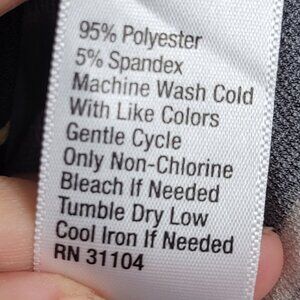 95% Polyester
5% Spandex
Machine Wash Cold
With Like Colors
Gentle Cycle
Only Non-Chlorine
Bleach If Needed
Tumble Dry Low
Cool Iron If Needed
RN 31104